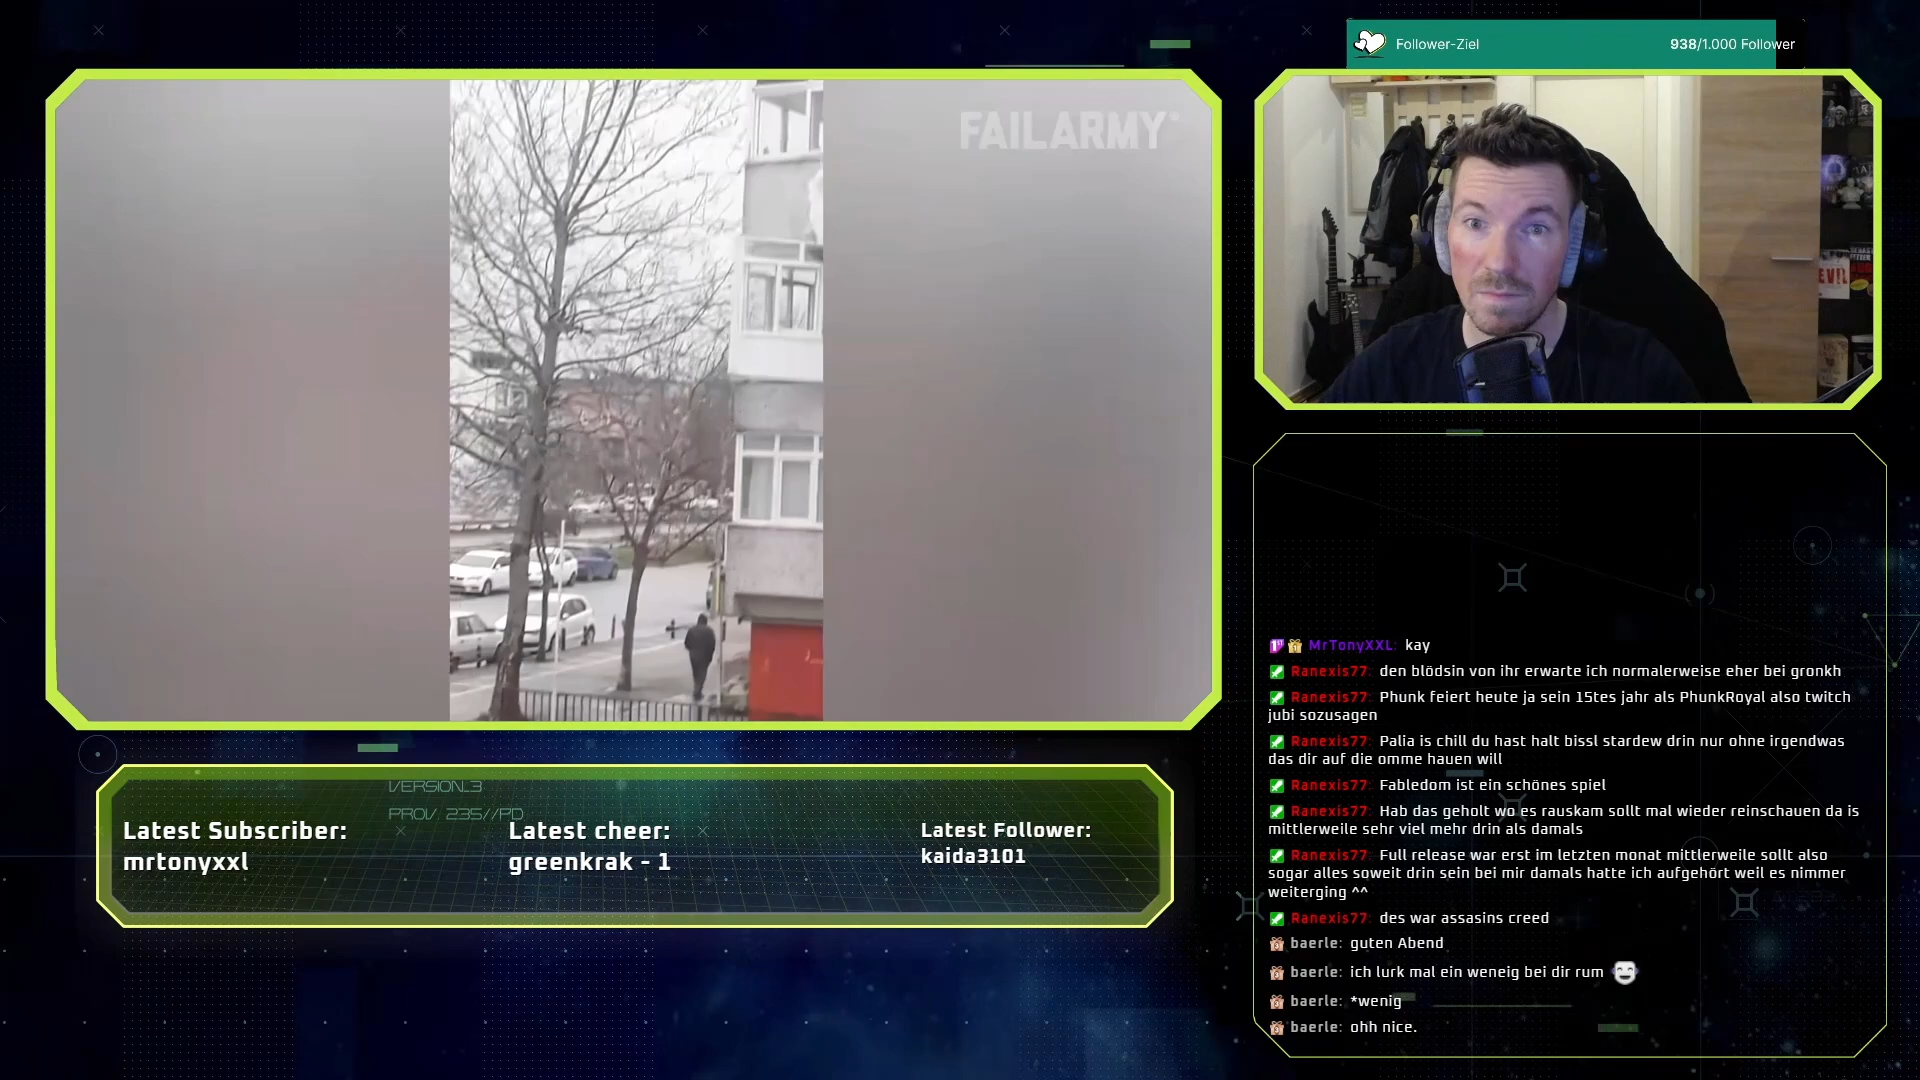 Follower-Ziel
938/1.000 Follower
FAILARMY
MrTonyXXL: kay
Ranexis77: den blödsin von ihr erwarte ich normalerweise eher bei gronkh
Ranexis77: Phunk feiert heute ja sein 15tes jahr als PhunkRoyal also twitch
jubi sozusagen
Ranexis77: Palia is chill du hast halt bissl stardew drin nur ohne irgendwas
das dir auf die omme hauen will
Ranexis77: Fabledom ist ein schönes spiel
Ranexis77: Hab das geholt wo es rauskam sollt mal wieder reinschauen da is
mittlerweile sehr viel mehr drin als damals
Ranexis77: Full release war erst im letzten monat mittlerweile sollt also
sogar alles soweit drin sein bei mir damals hatte ich aufgehört weil es nimmer
weiterging ^^
Ranexis77: des war assasins creed
baerle: guten Abend
baerle: ich lurk mal ein weneig bei dir rum
baerle: *wenig
baerle: ohh nice.
VERSION_3
PROV. 235//PD
Latest Subscriber:
mrtonyxxl
Latest cheer:
greenkrak - 1
Latest Follower:
kaida3101
EVIL